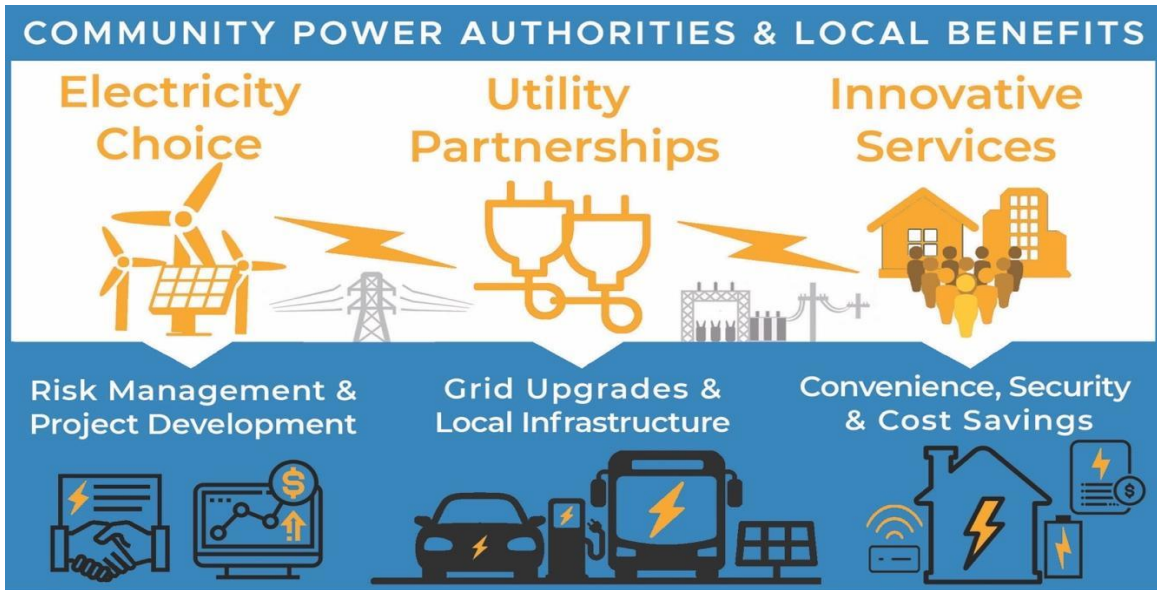 COMMUNITY POWER AUTHORITIES & LOCAL BENEFITS
Electricity
Choice
Utility
Partnerships
Innovative
Services
Risk Management &
Project Development
Grid Upgrades &
Local Infrastructure
Convenience, Security
& Cost Savings
$
$